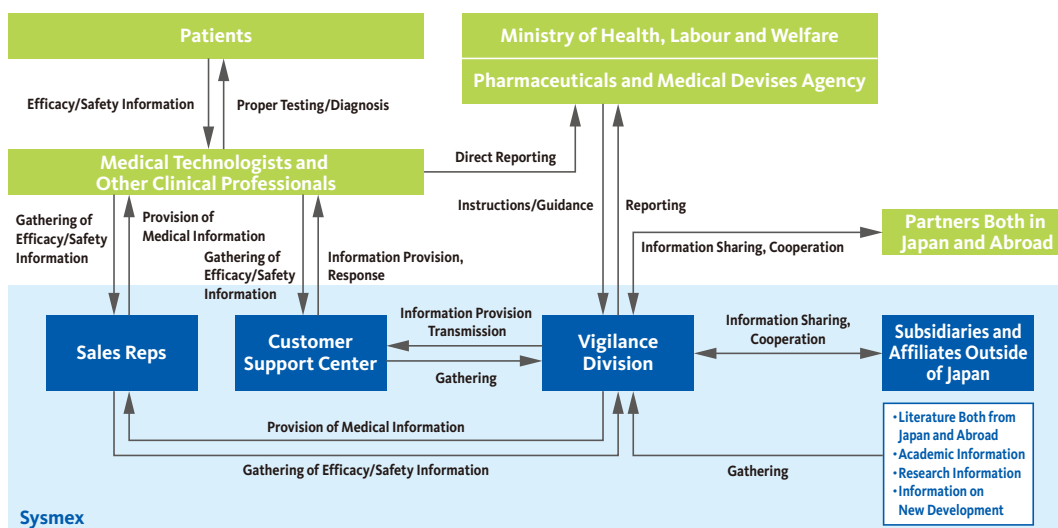 Patients
Ministry of Health, Labour and Welfare
Pharmaceuticals and Medical Devises Agency
Efficacy/Safety Information
Proper Testing/Diagnosis
Medical Technologists and
Other Clinical Professionals
Direct Reporting
Instructions/Guidance
Reporting
Gathering of
Efficacy/Safety
Information
Provision of
Medical Information
Gathering of
Efficacy/Safety
Information
Information Provision,
Response
Information Sharing, Cooperation
Partners Both in
Japan and Abroad
Sales Reps
Customer
Support Center
Information Provision
Transmission
Gathering
Vigilance
Division
Information Sharing,
Cooperation
Subsidiaries and
Affiliates Outside
of Japan
Provision of Medical Information
Gathering of Efficacy/Safety Information
Gathering
・Literature Both from
Japan and Abroad
・Academic Information
・Research Information
・Information on
New Development
Sysmex